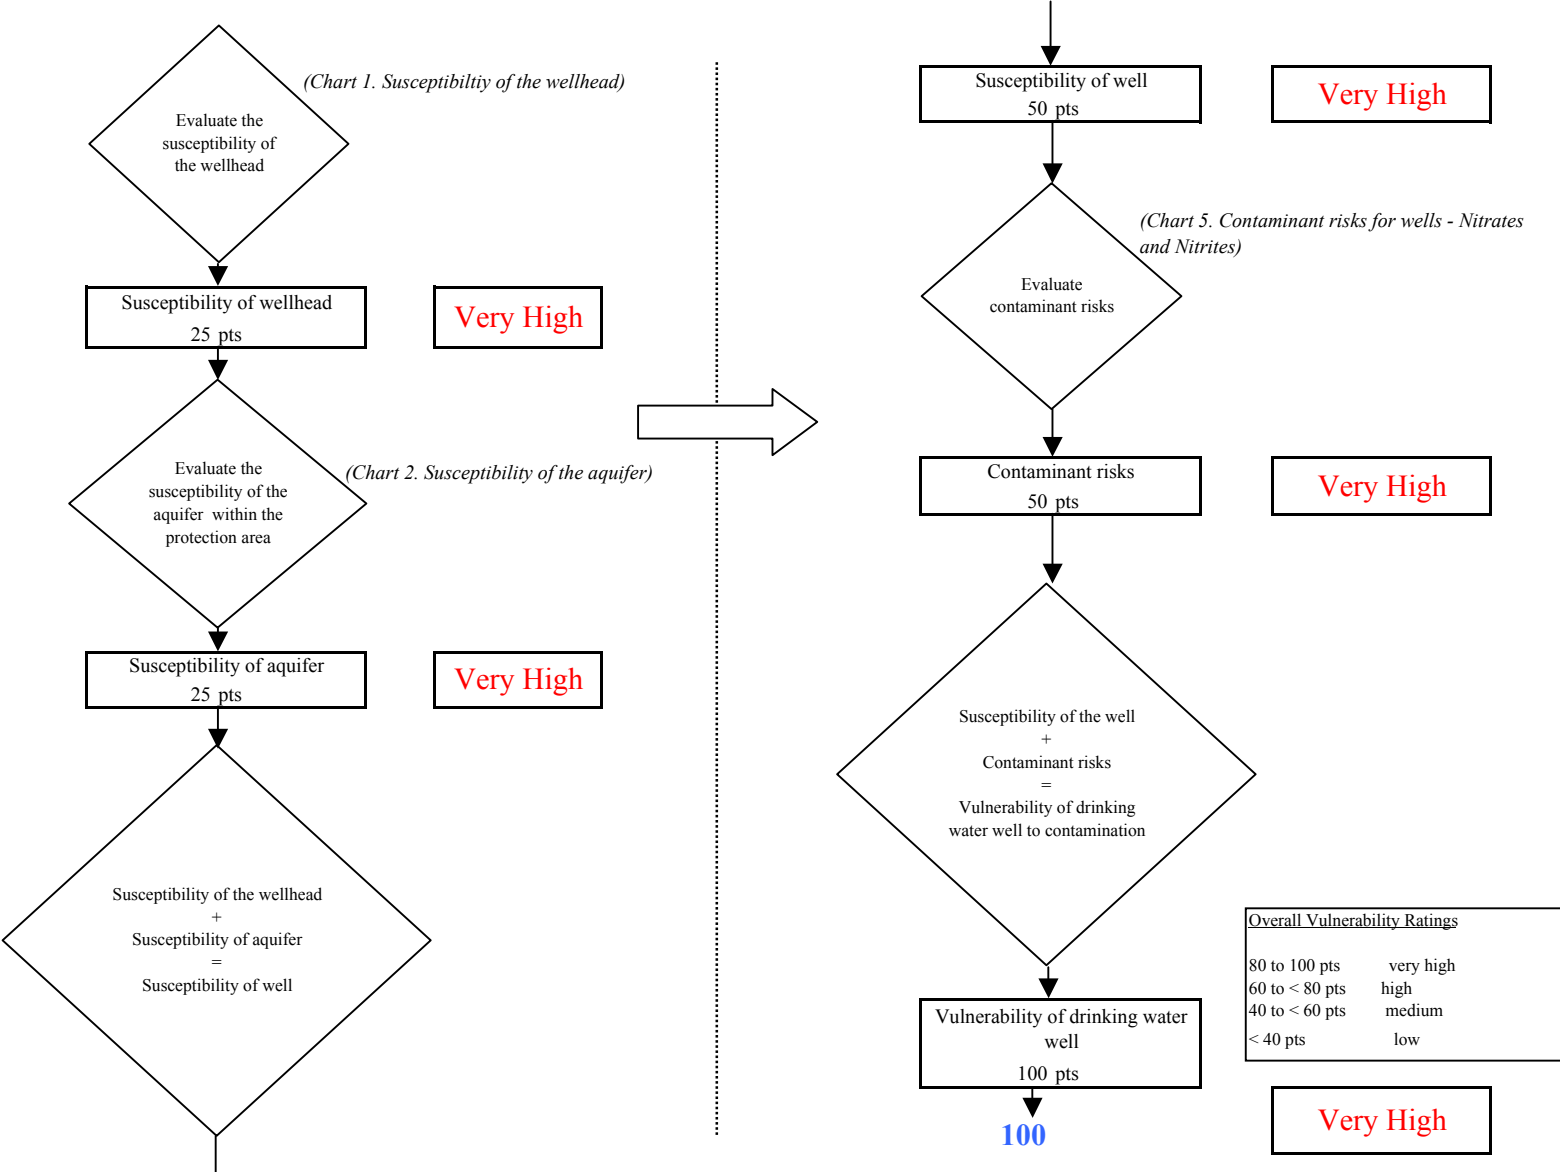 (Chart 1. Susceptibiltiy of the wellhead)
Evaluate the
susceptibility of
the wellhead
Susceptibility of wellhead
25 pts
Very High
Evaluate the
susceptibility of the
aquifer within the
protection area
(Chart 2. Susceptibility of the aquifer)
Susceptibility of aquifer
25 pts
Very High
Susceptibility of the wellhead
+
Susceptibility of aquifer
=
Susceptibility of well
Susceptibility of well
50 pts
Very High
(Chart 5. Contaminant risks for wells - Nitrates
and Nitrites)
Evaluate
contaminant risks
Contaminant risks
50 pts
Very High
Susceptibility of the well
+
Contaminant risks
=
Vulnerability of drinking
water well to contamination
Overall Vulnerability Ratings
80 to 100 pts very high
60 to < 80 pts high
40 to < 60 pts medium
< 40 pts low
Vulnerability of drinking water
well
100 pts
100
Very High